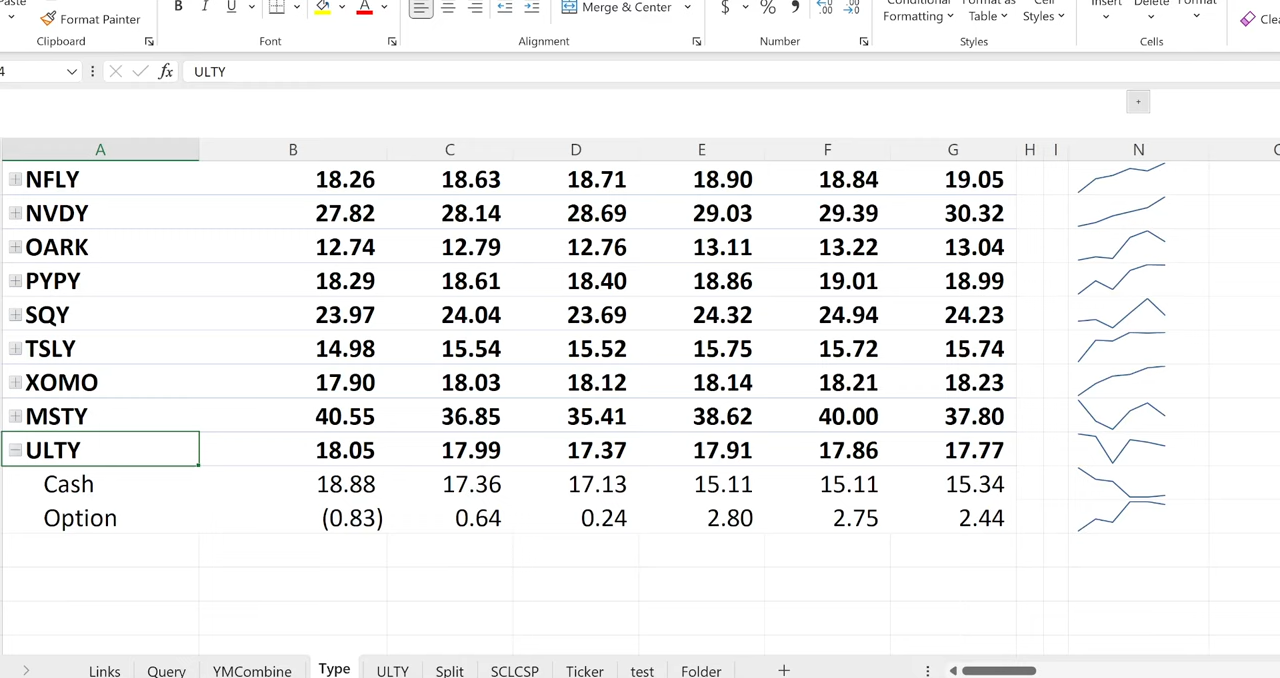 Paste
Format Painter
B I U
A
Merge & Center
$ % ,
Conditional
Formatting
Format as
Table
Cell
Styles
Insert
Delete
Format
Clipboard
Font
Alignment
Number
Styles
Cells
4
fx
ULTY
+
A B C D E F G H I N
NFLY 18.26 18.63 18.71 18.90 18.84 19.05
NVDY 27.82 28.14 28.69 29.03 29.39 30.32
OARK 12.74 12.79 12.76 13.11 13.22 13.04
PYPY 18.29 18.61 18.40 18.86 19.01 18.99
SQY 23.97 24.04 23.69 24.32 24.94 24.23
TSLY 14.98 15.54 15.52 15.75 15.72 15.74
XOMO 17.90 18.03 18.12 18.14 18.21 18.23
MSTY 40.55 36.85 35.41 38.62 40.00 37.80
ULTY 18.05 17.99 17.37 17.91 17.86 17.77
Cash 18.88 17.36 17.13 15.11 15.11 15.34
Option (0.83) 0.64 0.24 2.80 2.75 2.44
Links Query YMCombine Type ULTY Split SCLCSP Ticker test Folder +